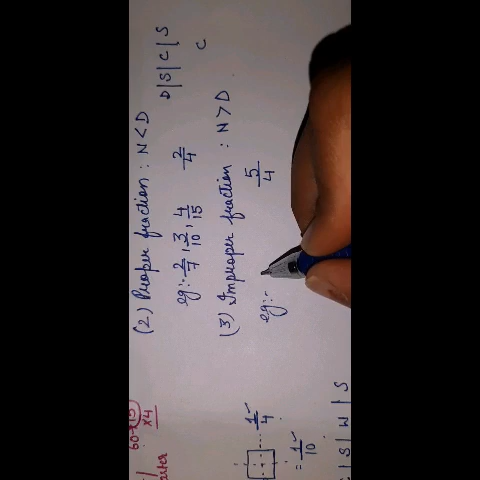 (2) Proper fraction : N < D
D | S | C | S
C
eg:- 2/7, 3/10, 4/15 2/4
(3) Improper fraction : N > D
eg:- 5/4
60 + 15
x4
1/4
= 1/10
| S | W | S